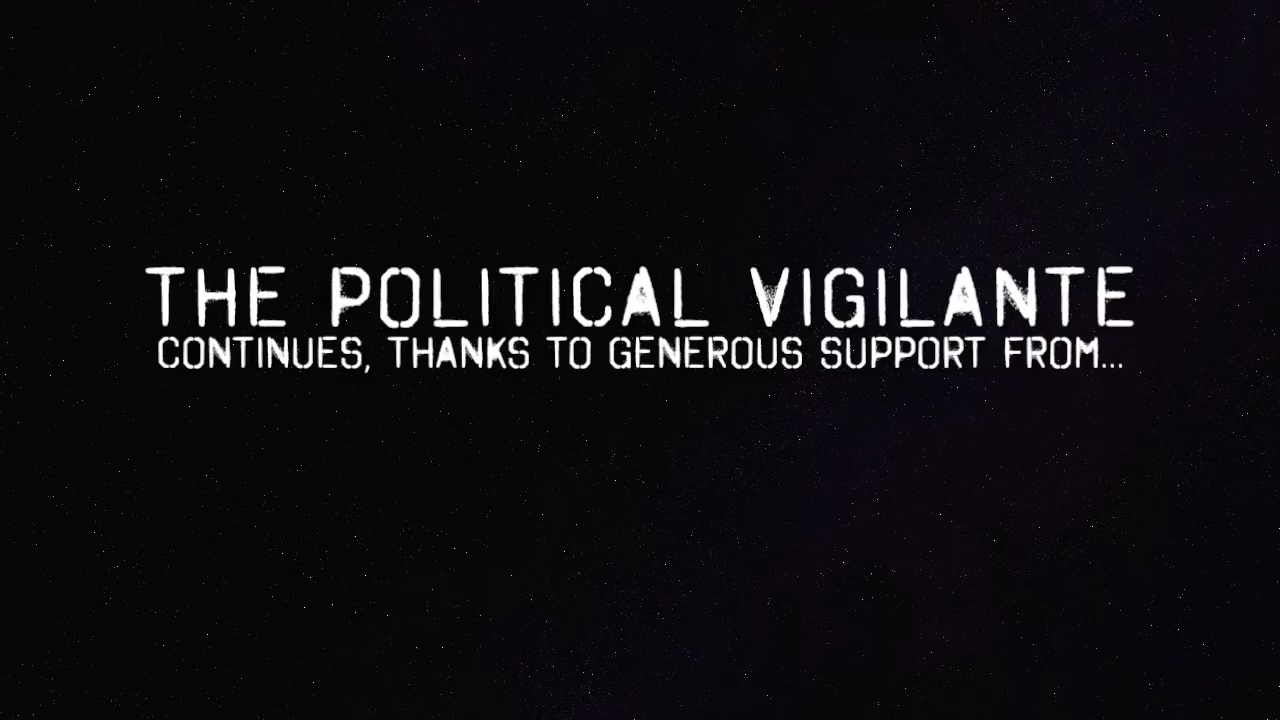 THE POLITICAL VIGILANTE
CONTINUES, THANKS TO GENEROUS SUPPORT FROM...